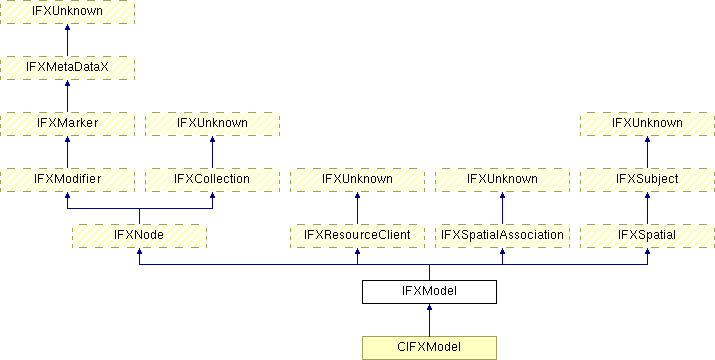 IFXUnknown
IFXMetaDataX
IFXMarker IFXUnknown IFXUnknown
IFXModifier IFXCollection IFXUnknown IFXUnknown IFXSubject
IFXNode IFXResourceClient IFXSpatialAssociation IFXSpatial
IFXModel
CIFXModel